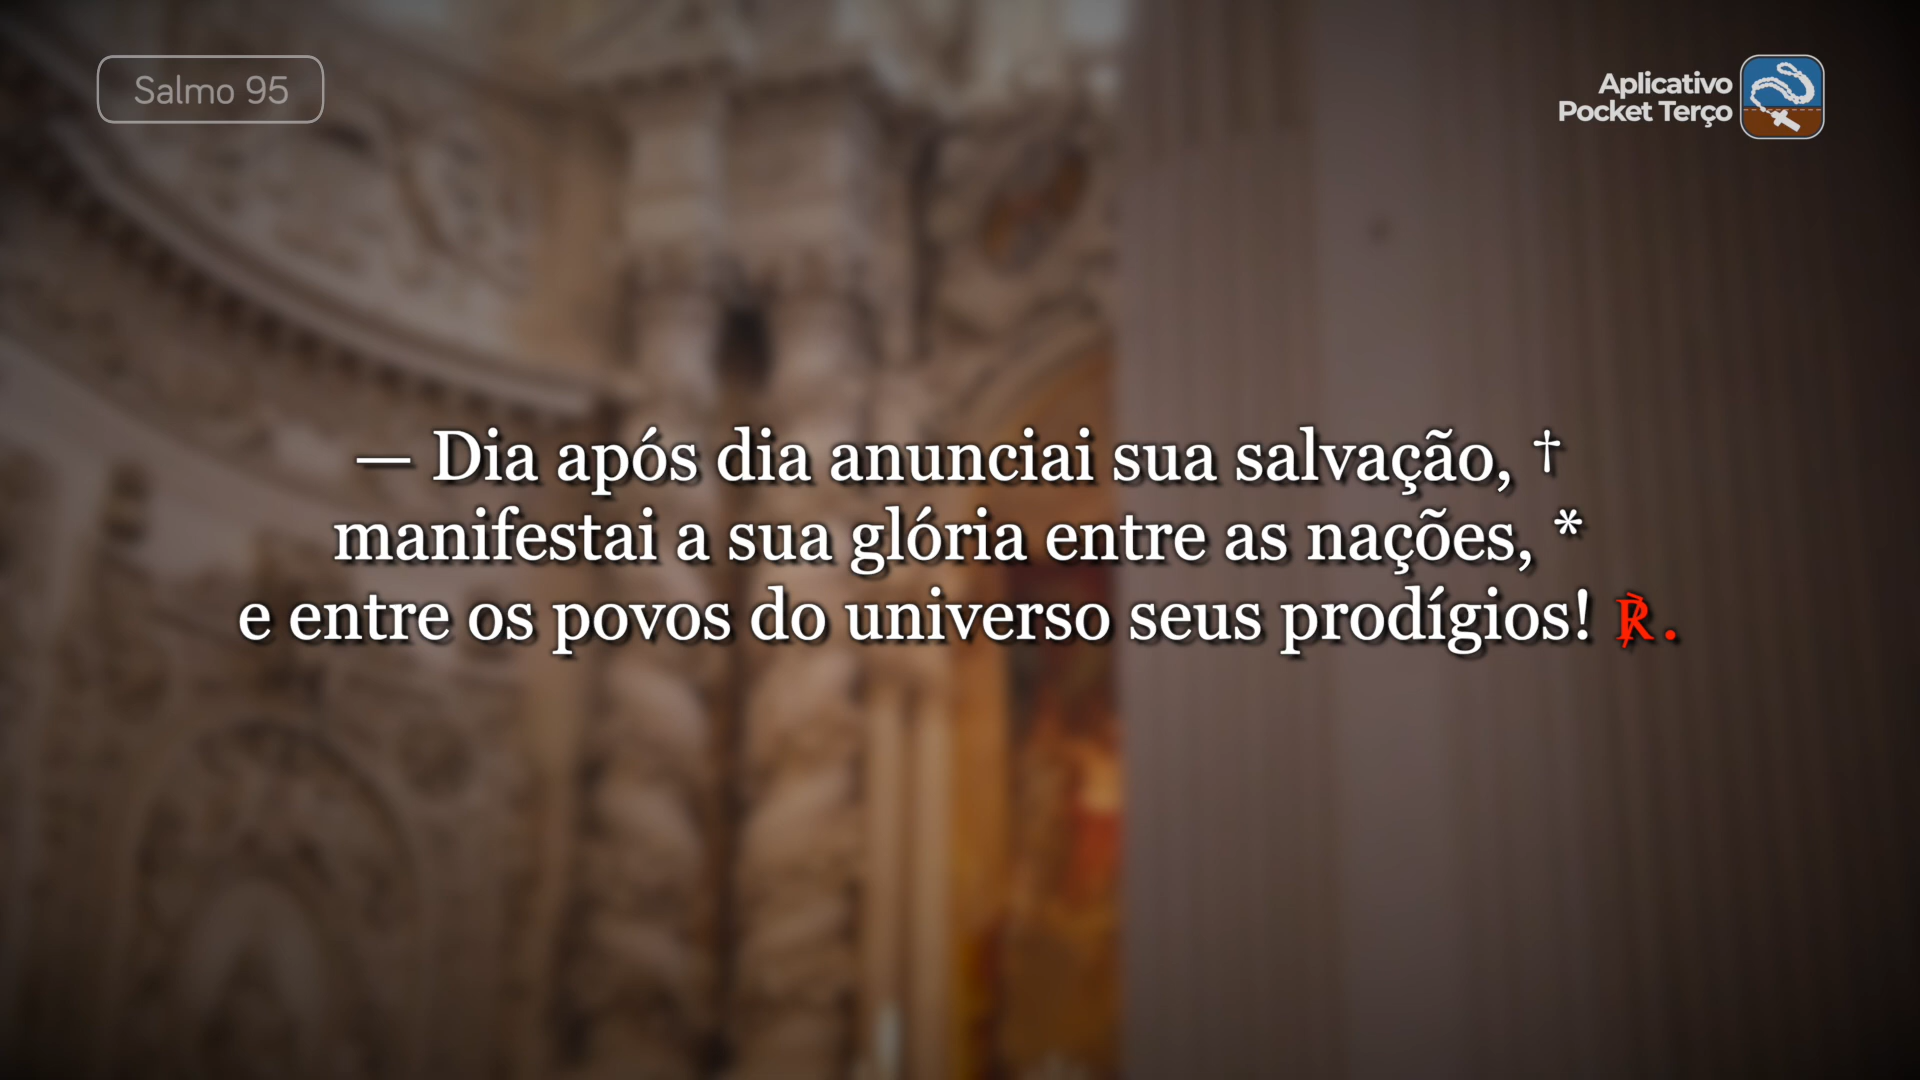 Salmo 95
Aplicativo
Pocket Terço
— Dia após dia anunciai sua salvação, †
manifestai a sua glória entre as nações, *
e entre os povos do universo seus prodígios! ℟.